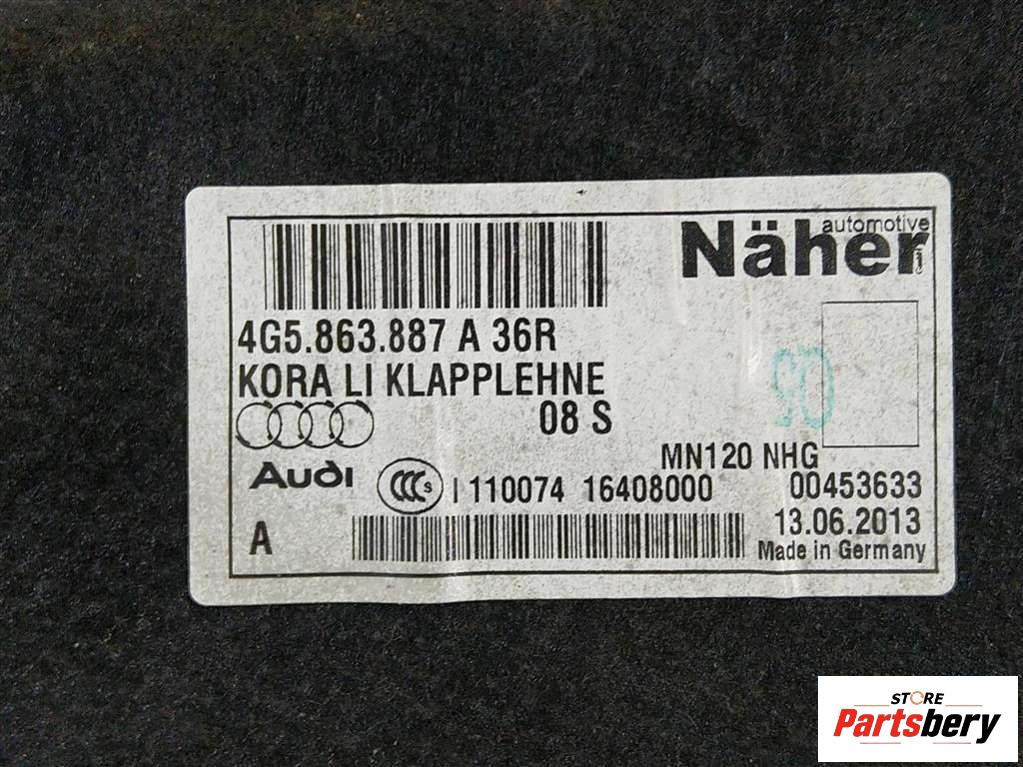 Näher automotive
4G5.863.887 A 36R
KORA LI KLAPPLEHNE
08 S
MN120 NHG
Audi
CCC S I 110074 16408000 00453633
13.06.2013
A
Made in Germany
STORE
Partsbery